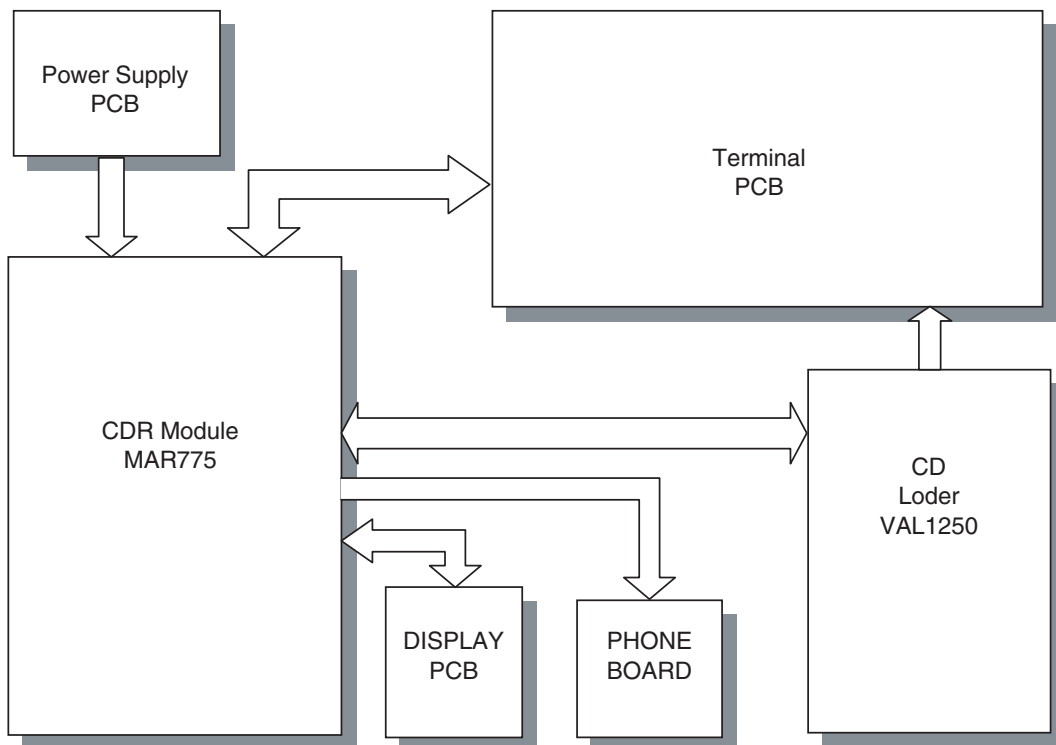 Power Supply
PCB
Terminal
PCB
CDR Module
MAR775
CD
Loder
VAL1250
DISPLAY
PCB
PHONE
BOARD